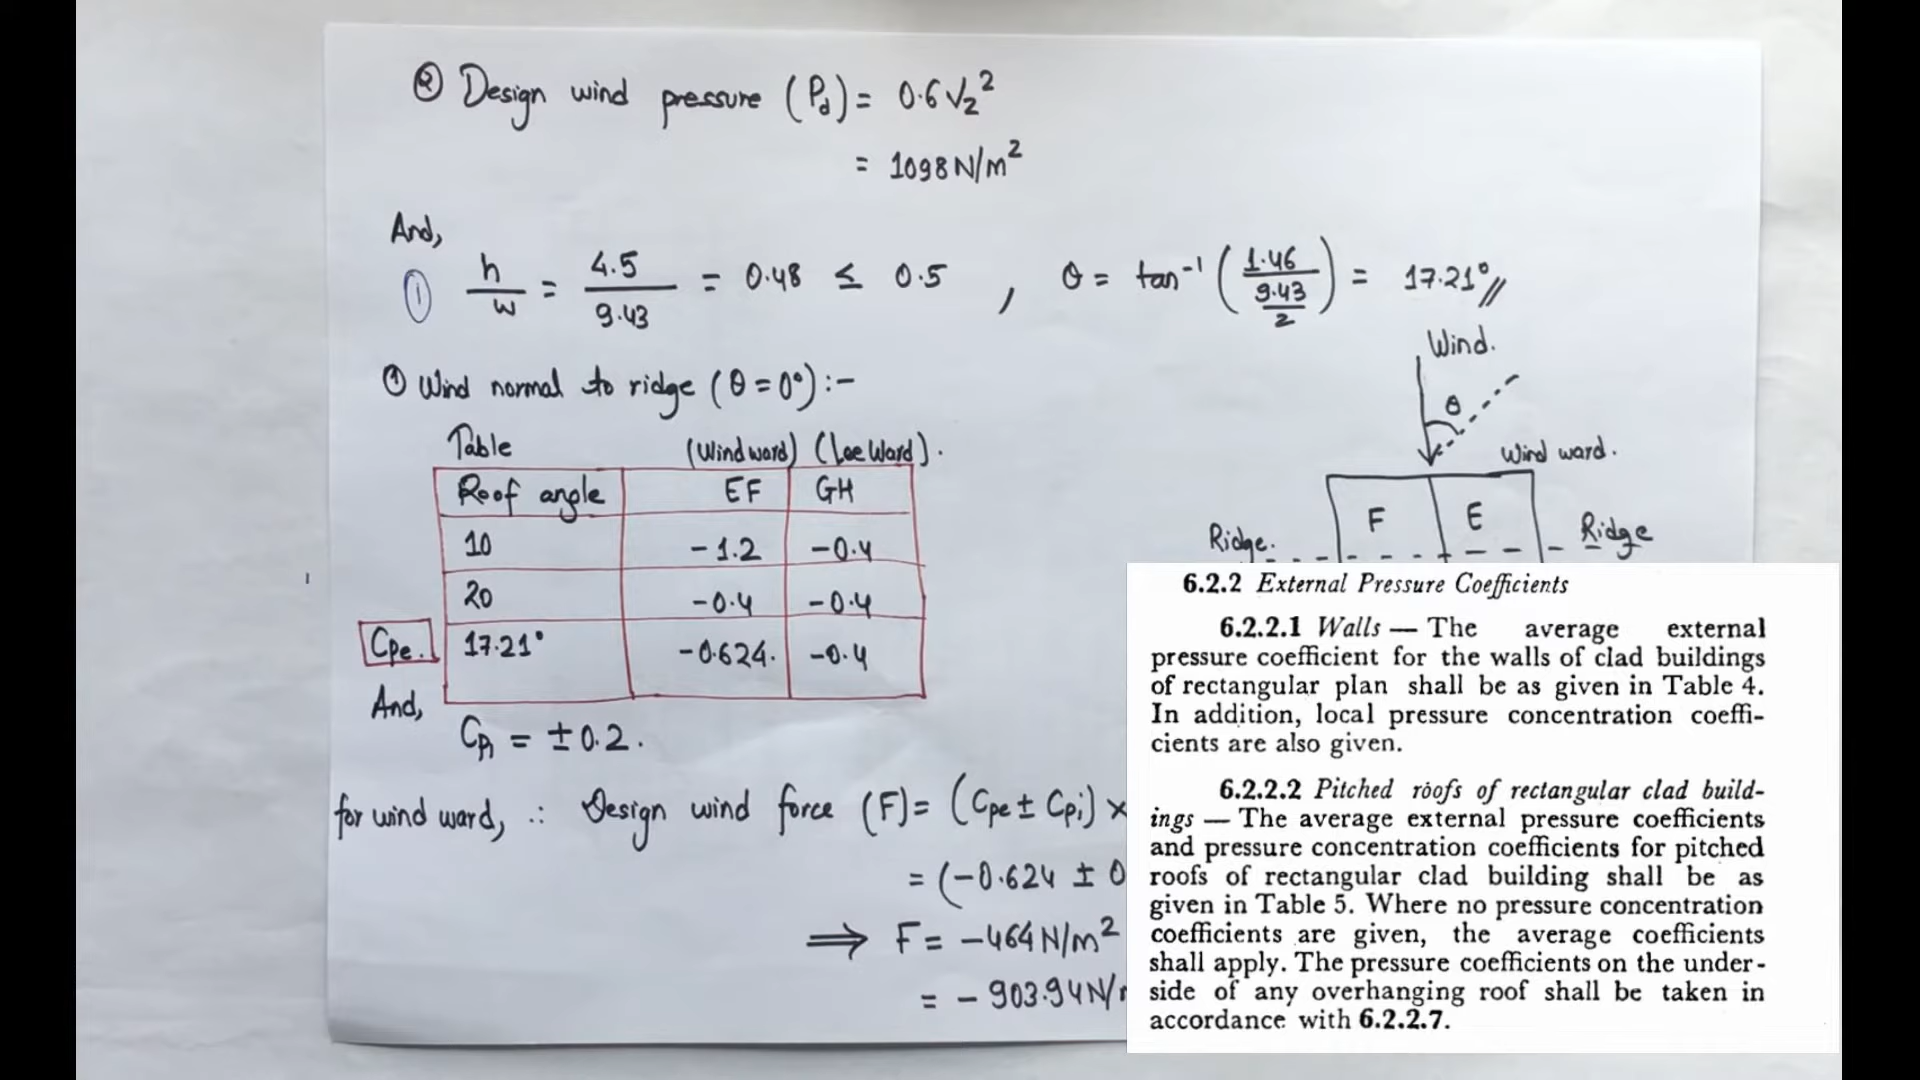 ② Design wind pressure (Pd) = 0.6 Vz²
= 1098 N/m²
And,
① h/w = 4.5/9.43 = 0.48 ≤ 0.5 , θ = tan⁻¹ (1.46/(9.43/2)) = 17.21°//
Wind.
① Wind normal to ridge (θ = 0°) :-
θ
Table (Wind ward) (Lee Ward).
Wind ward.
Roof angle EF GH
F E
Ridge. Ridge
10 -1.2 -0.4
20 -0.4 -0.4
Cpe. 17.21° -0.624. -0.4
And,
Cpi = ± 0.2.
for wind ward, ∴ Design wind force (F) = (Cpe ± Cpi) ×
= (-0.624 ± 0
⟹ F = -464 N/m²
= - 903.94 N/
6.2.2 External Pressure Coefficients
6.2.2.1 Walls — The average external
pressure coefficient for the walls of clad buildings
of rectangular plan shall be as given in Table 4.
In addition, local pressure concentration coeffi-
cients are also given.
6.2.2.2 Pitched roofs of rectangular clad build-
ings — The average external pressure coefficients
and pressure concentration coefficients for pitched
roofs of rectangular clad building shall be as
given in Table 5. Where no pressure concentration
coefficients are given, the average coefficients
shall apply. The pressure coefficients on the under-
side of any overhanging roof shall be taken in
accordance with 6.2.2.7.